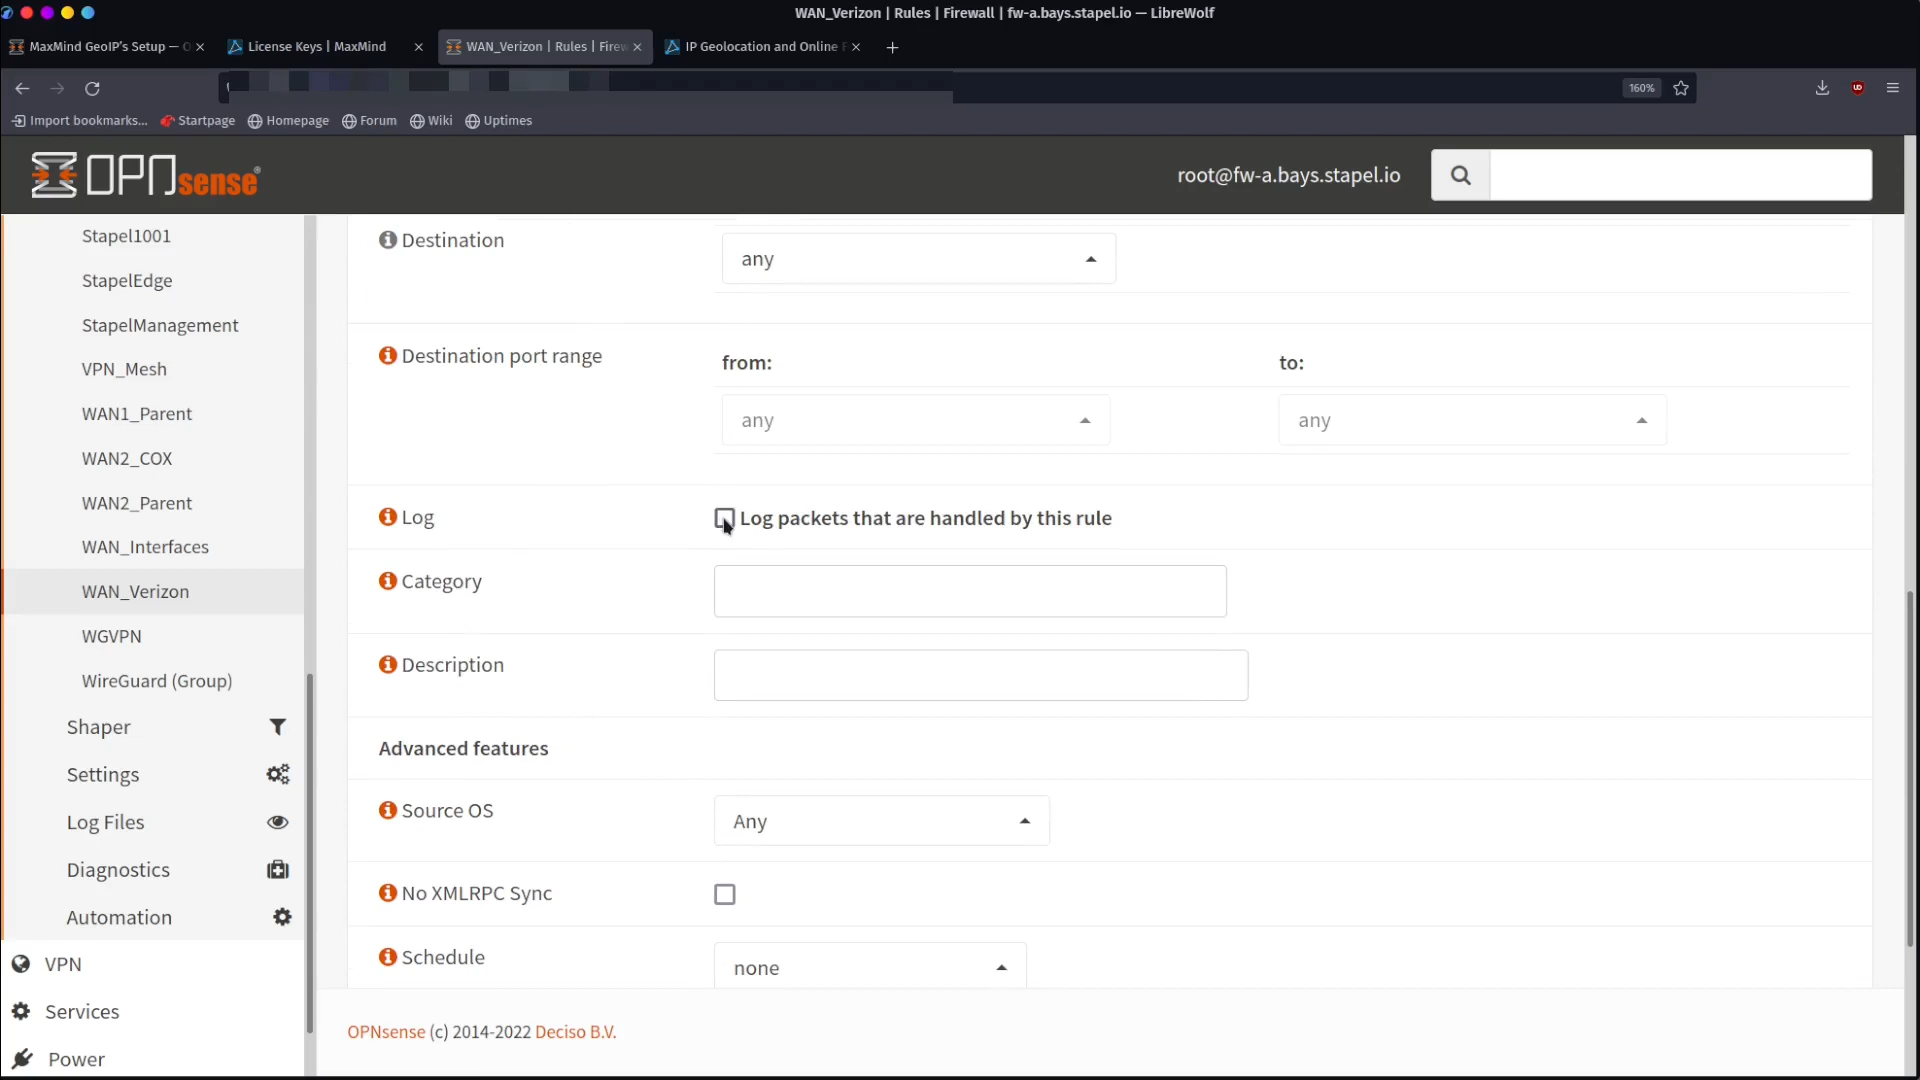 WAN_Verizon | Rules | Firewall | fw-a.bays.stapel.io — LibreWolf
MaxMind GeoIP's Setup —
License Keys | MaxMind
WAN_Verizon | Rules | Firew
IP Geolocation and Online F
160%
Import bookmarks...
Startpage
Homepage
Forum
Wiki
Uptimes
OPNsense
root@fw-a.bays.stapel.io
Stapel1001
StapelEdge
StapelManagement
VPN_Mesh
WAN1_Parent
WAN2_COX
WAN2_Parent
WAN_Interfaces
WAN_Verizon
WGVPN
WireGuard (Group)
Shaper
Settings
Log Files
Diagnostics
Automation
VPN
Services
Power
Destination
any
Destination port range
from:
to:
any
any
Log
Log packets that are handled by this rule
Category
Description
Advanced features
Source OS
Any
No XMLRPC Sync
Schedule
none
OPNsense (c) 2014-2022 Deciso B.V.